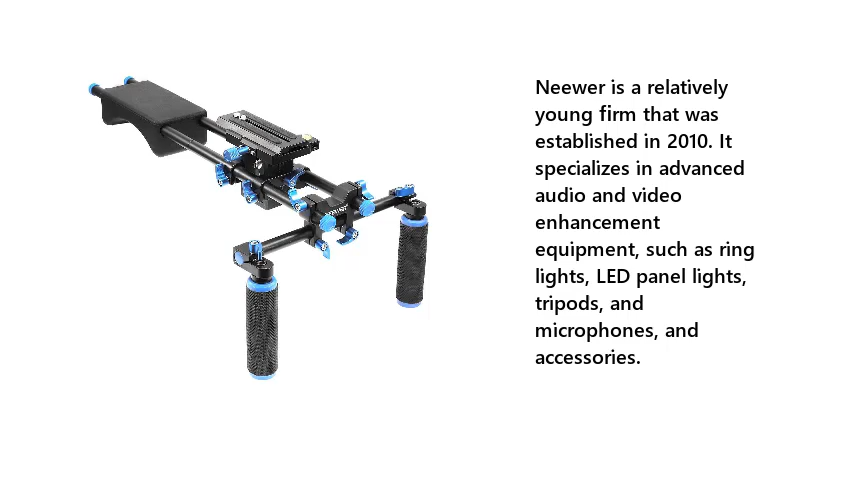 Neewer is a relatively
young firm that was
established in 2010. It
specializes in advanced
audio and video
enhancement
equipment, such as ring
lights, LED panel lights,
tripods, and
microphones, and
accessories.